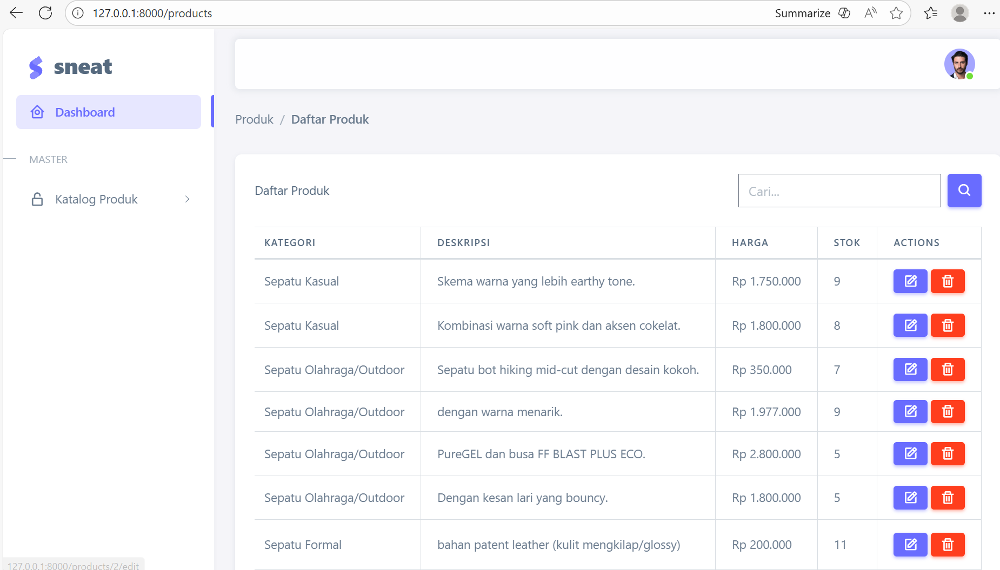 127.0.0.1:8000/products Summarize
sneat
Dashboard
Produk / Daftar Produk
MASTER
Katalog Produk
Daftar Produk Cari...
KATEGORI DESKRIPSI HARGA STOK ACTIONS
Sepatu Kasual Skema warna yang lebih earthy tone. Rp 1.750.000 9
Sepatu Kasual Kombinasi warna soft pink dan aksen cokelat. Rp 1.800.000 8
Sepatu Olahraga/Outdoor Sepatu bot hiking mid-cut dengan desain kokoh. Rp 350.000 7
Sepatu Olahraga/Outdoor dengan warna menarik. Rp 1.977.000 9
Sepatu Olahraga/Outdoor PureGEL dan busa FF BLAST PLUS ECO. Rp 2.800.000 5
Sepatu Olahraga/Outdoor Dengan kesan lari yang bouncy. Rp 1.800.000 5
Sepatu Formal bahan patent leather (kulit mengkilap/glossy) Rp 200.000 11
127.0.0.1:8000/products/2/edit